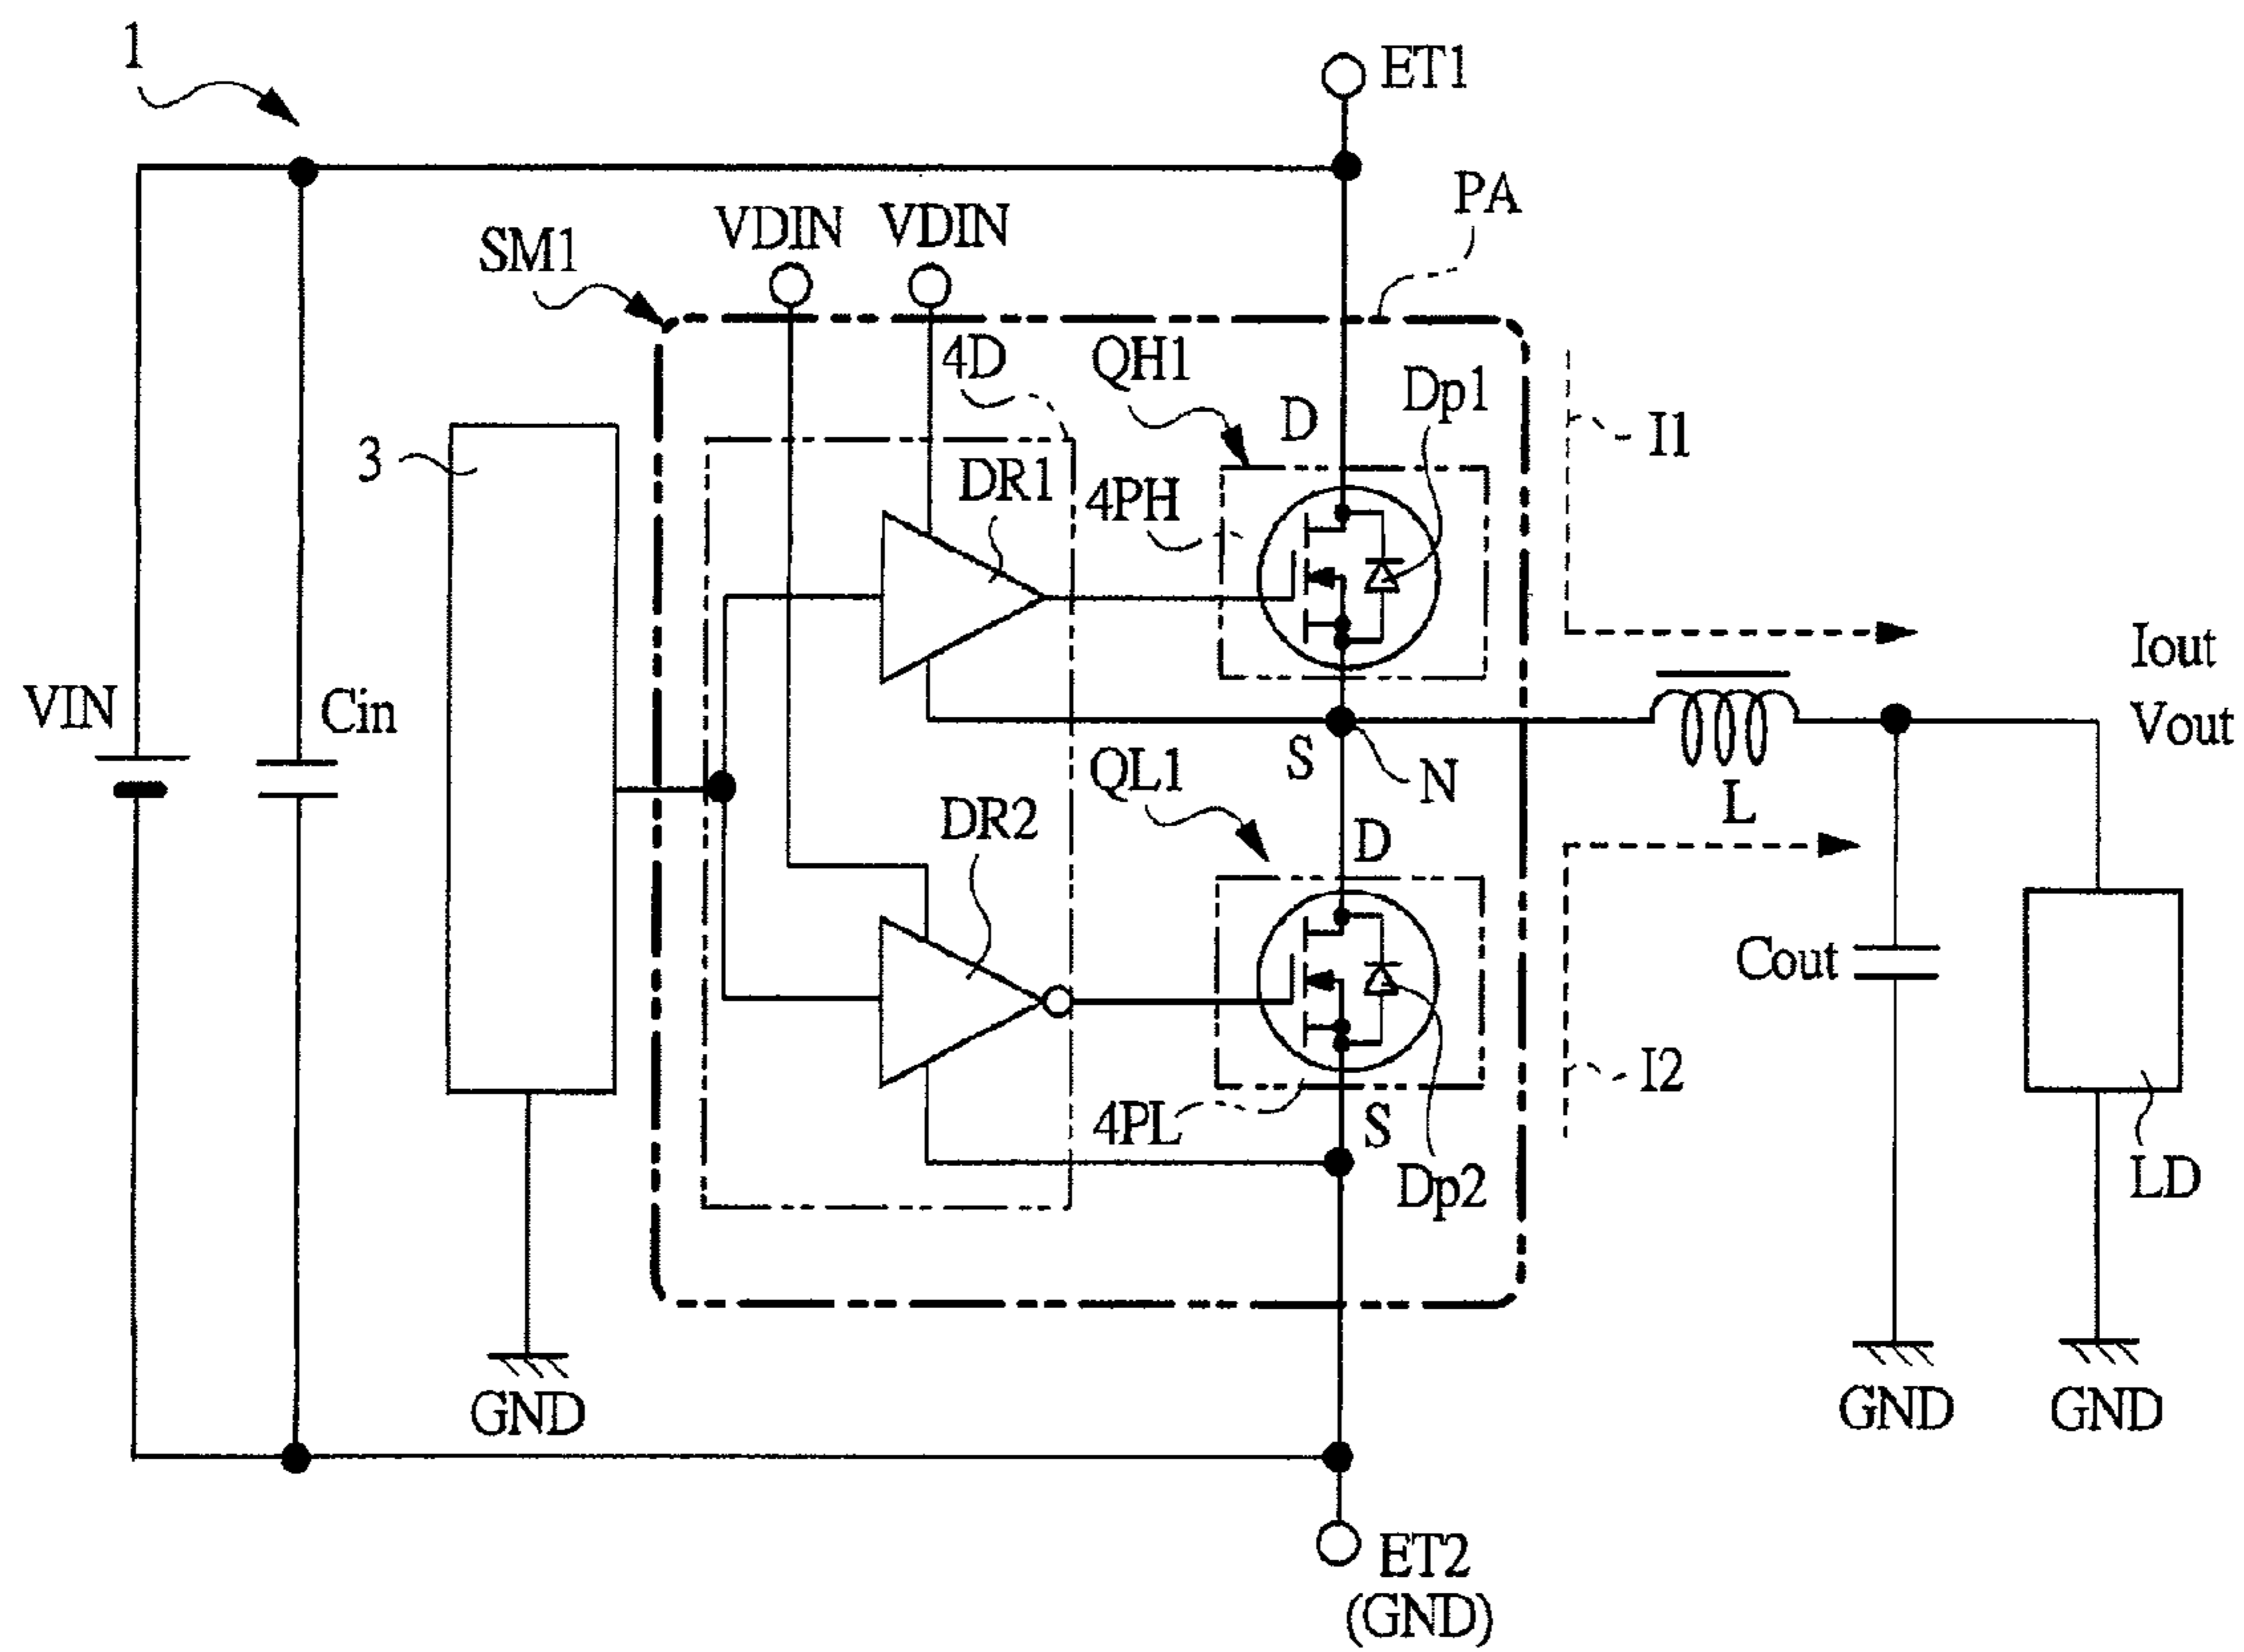 1
ET1
PA
VDIN
VDIN
SM1
4D
QH1
Dp1
D
I1
3
DR1
4PH
Iout
Vout
VIN
Cin
S
N
QL1
L
DR2
D
Cout
I2
4PL
S
Dp2
LD
GND
GND
GND
ET2
(GND)